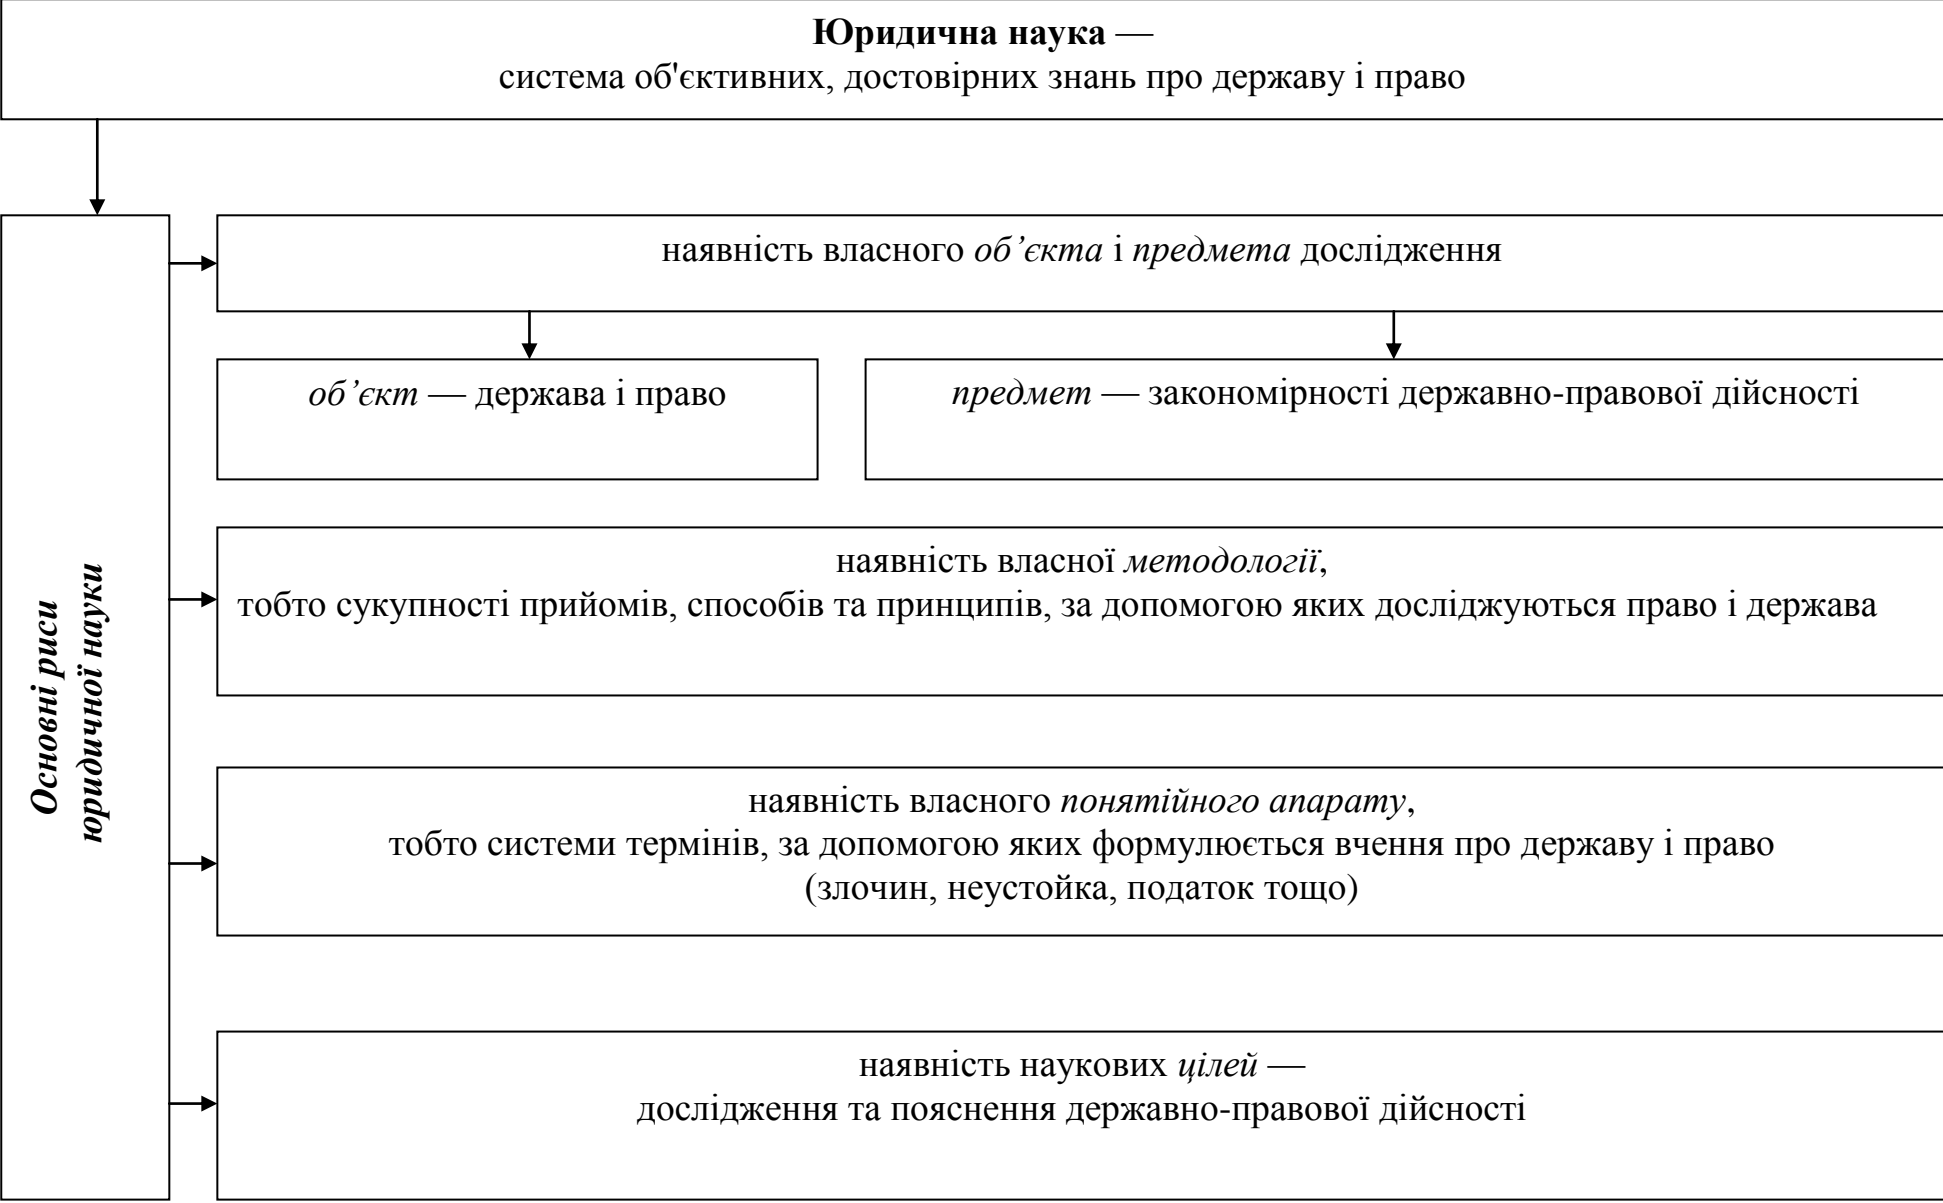 Юридична наука —
система об'єктивних, достовірних знань про державу і право
Основні риси
юридичної науки
наявність власного об’єкта і предмета дослідження
об’єкт — держава і право
предмет — закономірності державно-правової дійсності
наявність власної методології,
тобто сукупності прийомів, способів та принципів, за допомогою яких досліджуються право і держава
наявність власного понятійного апарату,
тобто системи термінів, за допомогою яких формулюється вчення про державу і право
(злочин, неустойка, податок тощо)
наявність наукових цілей —
дослідження та пояснення державно-правової дійсності